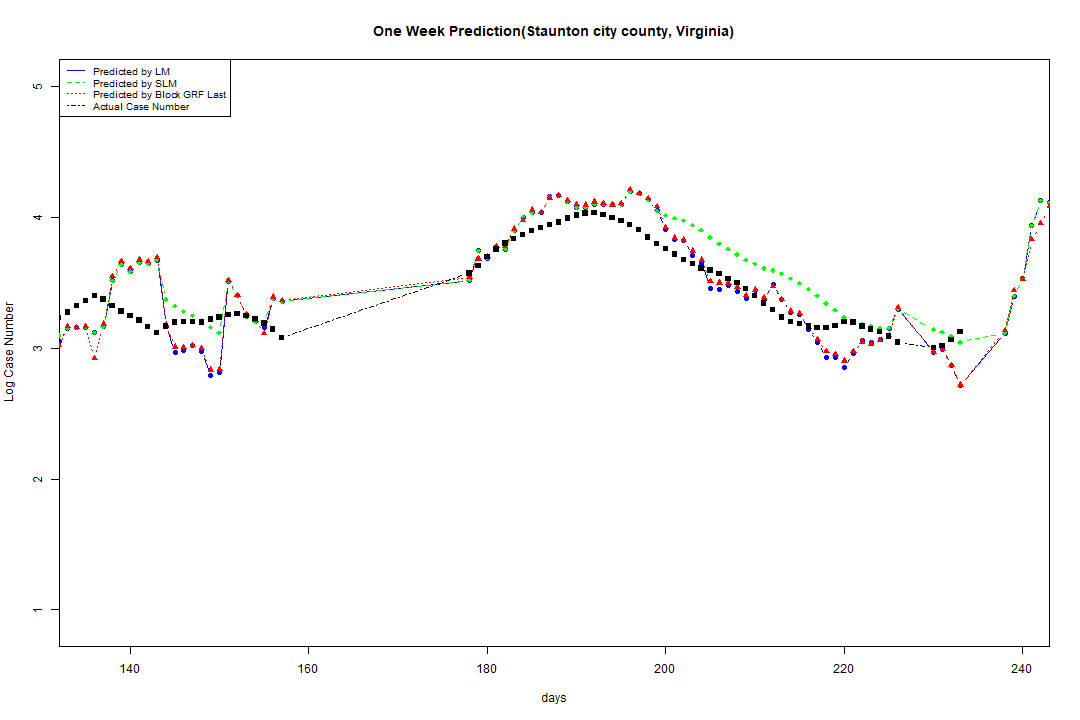 One Week Prediction(Staunton city county, Virginia)
Predicted by LM
Predicted by SLM
Predicted by Block GRF Last
Actual Case Number
5
4
3
2
1
Log Case Number
140 160 180 200 220 240
days